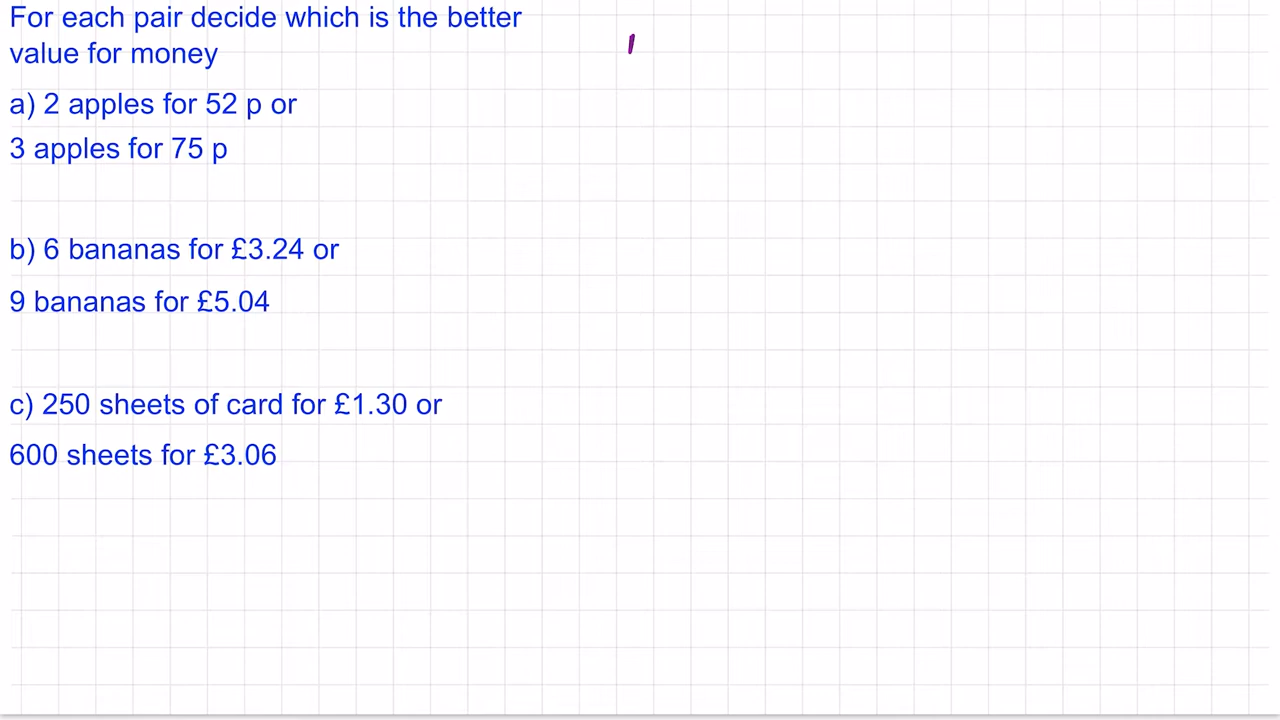 For each pair decide which is the better
value for money
a) 2 apples for 52 p or
3 apples for 75 p
b) 6 bananas for £3.24 or
9 bananas for £5.04
c) 250 sheets of card for £1.30 or
600 sheets for £3.06